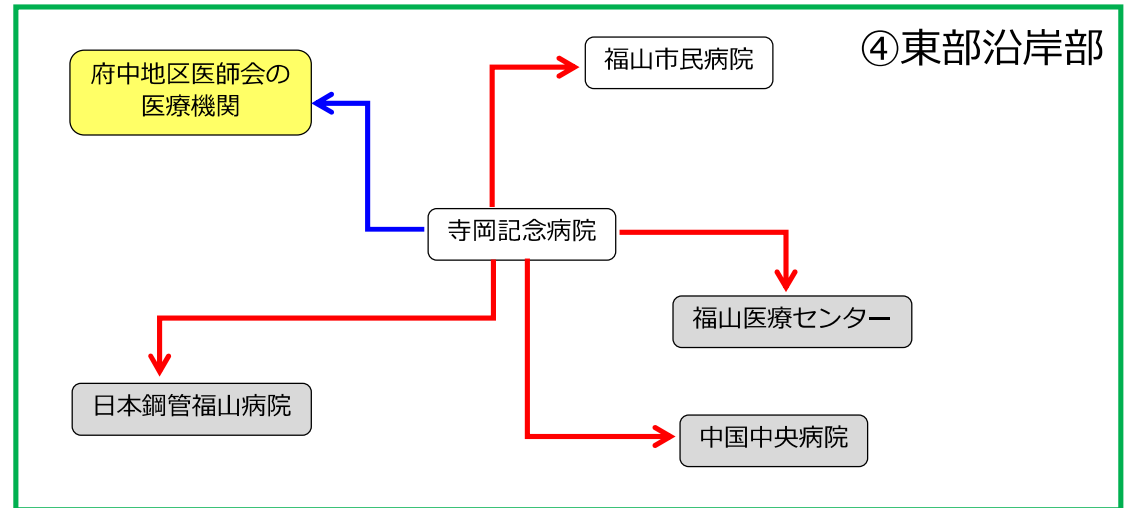 ④東部沿岸部
府中地区医師会の
医療機関
福山市民病院
寺岡記念病院
福山医療センター
日本鋼管福山病院
中国中央病院